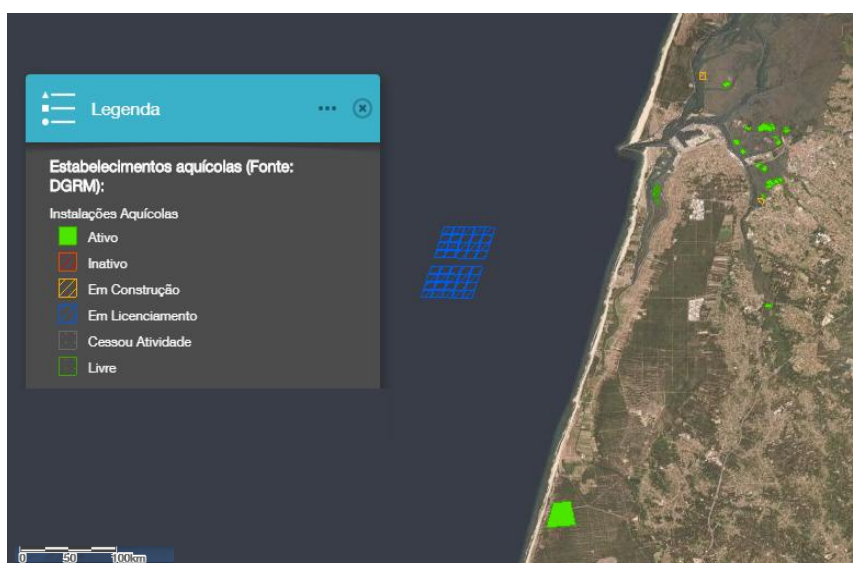 Legenda
Estabelecimentos aquícolas (Fonte:
DGRM):
Instalações Aquícolas
Ativo
Inativo
Em Construção
Em Licenciamento
Cessou Atividade
Livre
0 50 100km